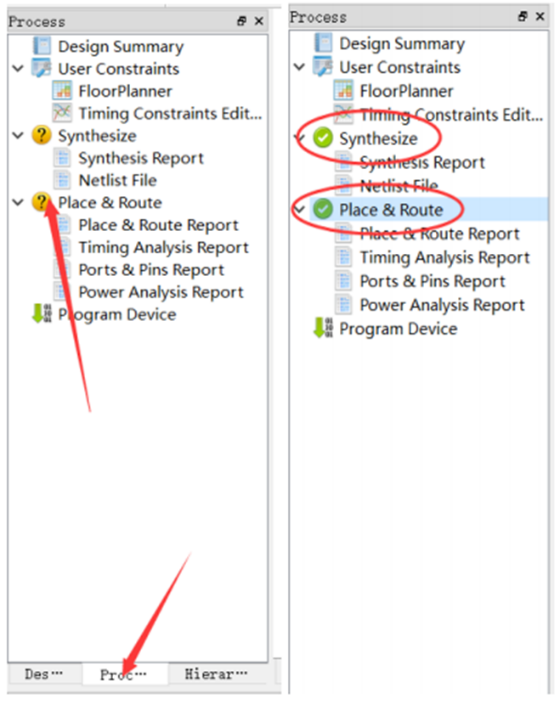 Process
Design Summary
User Constraints
FloorPlanner
Timing Constraints Edit...
Synthesize
Synthesis Report
Netlist File
Place & Route
Place & Route Report
Timing Analysis Report
Ports & Pins Report
Power Analysis Report
Program Device
Des...
Proc...
Hierar...
Process
Design Summary
User Constraints
FloorPlanner
Timing Constraints Edit...
Synthesize
Synthesis Report
Netlist File
Place & Route
Place & Route Report
Timing Analysis Report
Ports & Pins Report
Power Analysis Report
Program Device